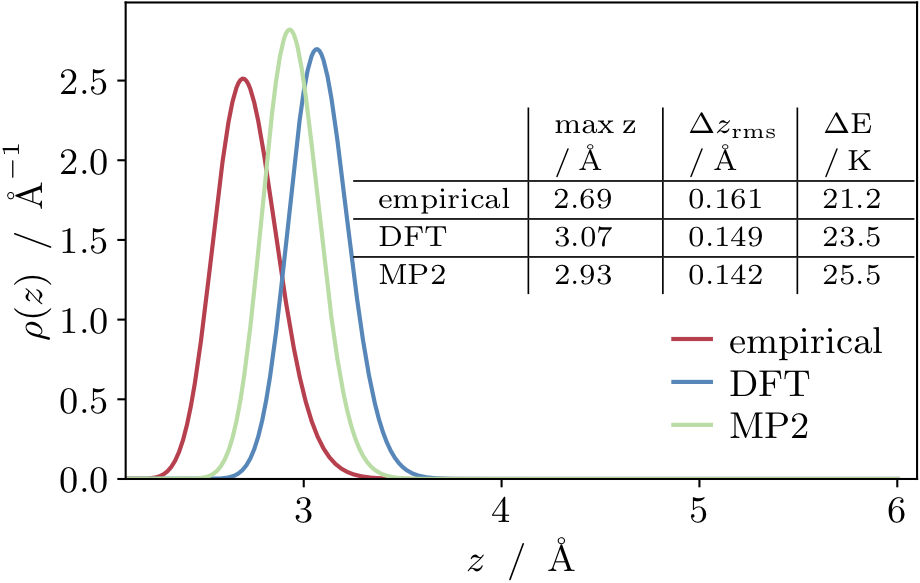 2.5
2.0
1.5
1.0
0.5
0.0
ρ(z) / Å⁻¹
max z Δz_rms ΔE
/ Å / Å / K
empirical 2.69 0.161 21.2
DFT 3.07 0.149 23.5
MP2 2.93 0.142 25.5
empirical
DFT
MP2
3 4 5 6
z / Å